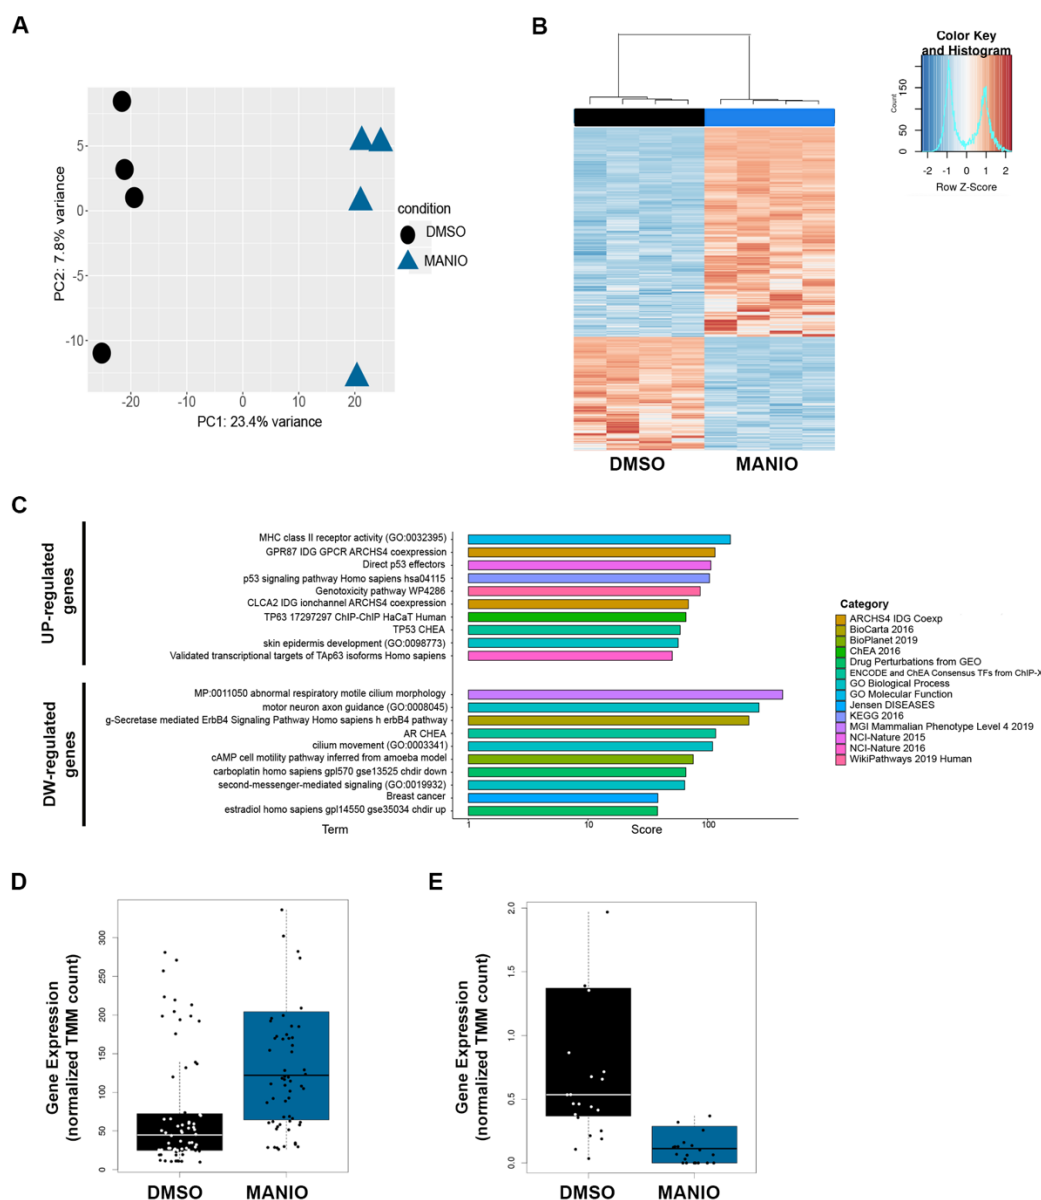 A
B
Color Key
and Histogram
Count
0 50 150
-2 -1 0 1 2
Row Z-Score
PC2: 7.8% variance
5
0
-5
-10
-20 -10 0 10 20
PC1: 23.4% variance
condition
DMSO
MANIO
DMSO MANIO
C
UP-regulated
genes
MHC class II receptor activity (GO:0032395)
GPR87 IDG GPCR ARCHS4 coexpression
Direct p53 effectors
p53 signaling pathway Homo sapiens hsa04115
Genotoxicity pathway WP4286
CLCA2 IDG ionchannel ARCHS4 coexpression
TP63 17297297 ChIP-ChIP HaCaT Human
TP53 CHEA
skin epidermis development (GO:0098773)
Validated transcriptional targets of TAp63 isoforms Homo sapiens
DW-regulated
genes
MP:0011050 abnormal respiratory motile cilium morphology
motor neuron axon guidance (GO:0008045)
g-Secretase mediated ErbB4 Signaling Pathway Homo sapiens h erbB4 pathway
AR CHEA
cilium movement (GO:0003341)
cAMP cell motility pathway inferred from amoeba model
carboplatin homo sapiens gpl570 gse13525 chdir down
second-messenger-mediated signaling (GO:0019932)
Breast cancer
estradiol homo sapiens gpl14550 gse35034 chdir up
Term
1 10 100
Score
Category
ARCHS4 IDG Coexp
BioCarta 2016
BioPlanet 2019
ChEA 2016
Drug Perturbations from GEO
ENCODE and ChEA Consensus TFs from ChIP-X
GO Biological Process
GO Molecular Function
Jensen DISEASES
KEGG 2016
MGI Mammalian Phenotype Level 4 2019
NCI-Nature 2015
NCI-Nature 2016
WikiPathways 2019 Human
D
Gene Expression
(normalized TMM count)
0 50 100 150 200 250 300
DMSO MANIO
E
Gene Expression
(normalized TMM count)
0.0 0.5 1.0 1.5 2.0
DMSO MANIO